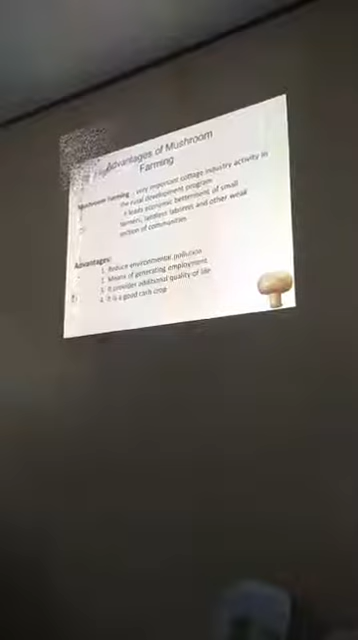 Advantages of Mushroom
Farming
Mushroom Farming : very important cottage industry activity in
the rural development program
it leads economic betterment of small
farmers, landless laborers and other weak
section of communities
Advantages:
1. Reduce environmental pollution
2. Means of generating employment
3. It provides additional quality of life
4. It is a good cash crop